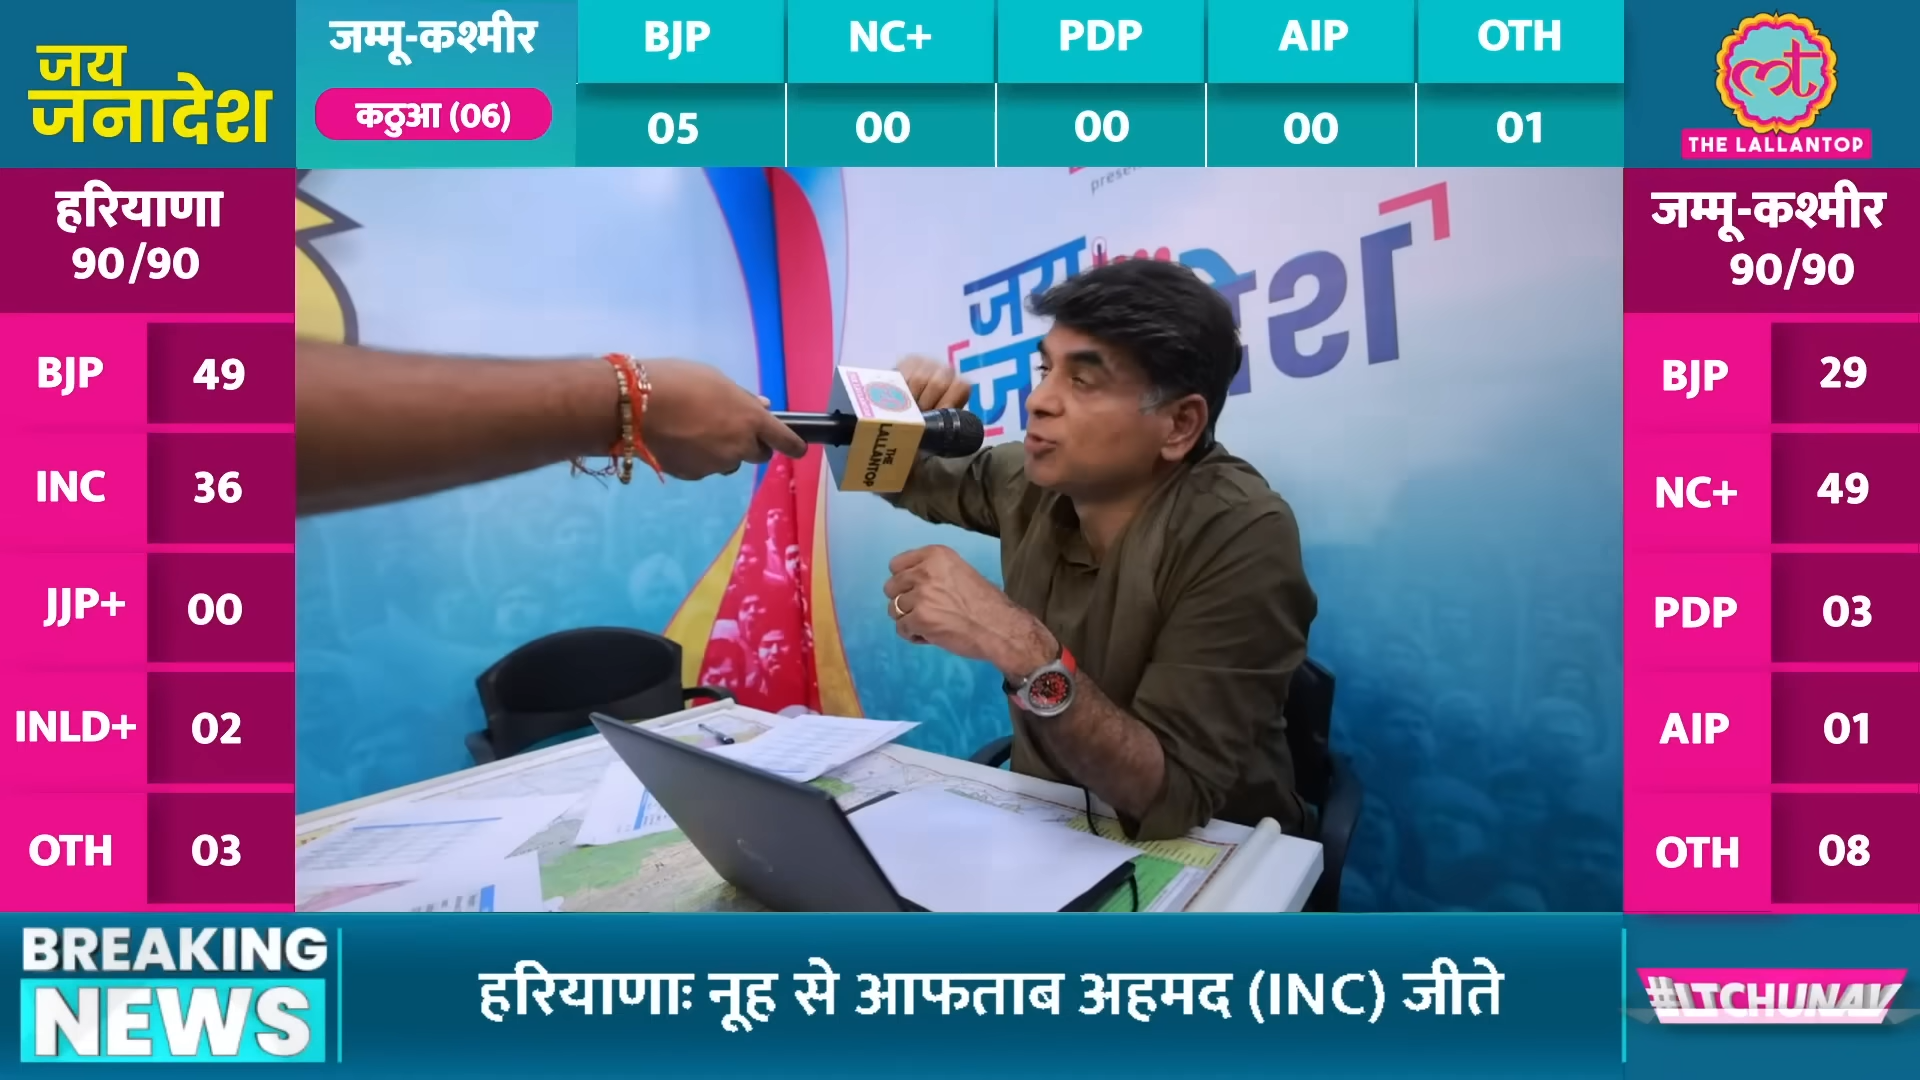 जय
जनादेश
जम्मू-कश्मीर
कठुआ (06)
BJP NC+ PDP AIP OTH
05 00 00 00 01
THE LALLANTOP
हरियाणा
90/90
BJP 49
INC 36
JJP+ 00
INLD+ 02
OTH 03
जय
THE
LALLANTOP
जम्मू-कश्मीर
90/90
BJP 29
NC+ 49
PDP 03
AIP 01
OTH 08
BREAKING
NEWS
हरियाणाः नूह से आफताब अहमद (INC) जीते
#LTCHUNAV